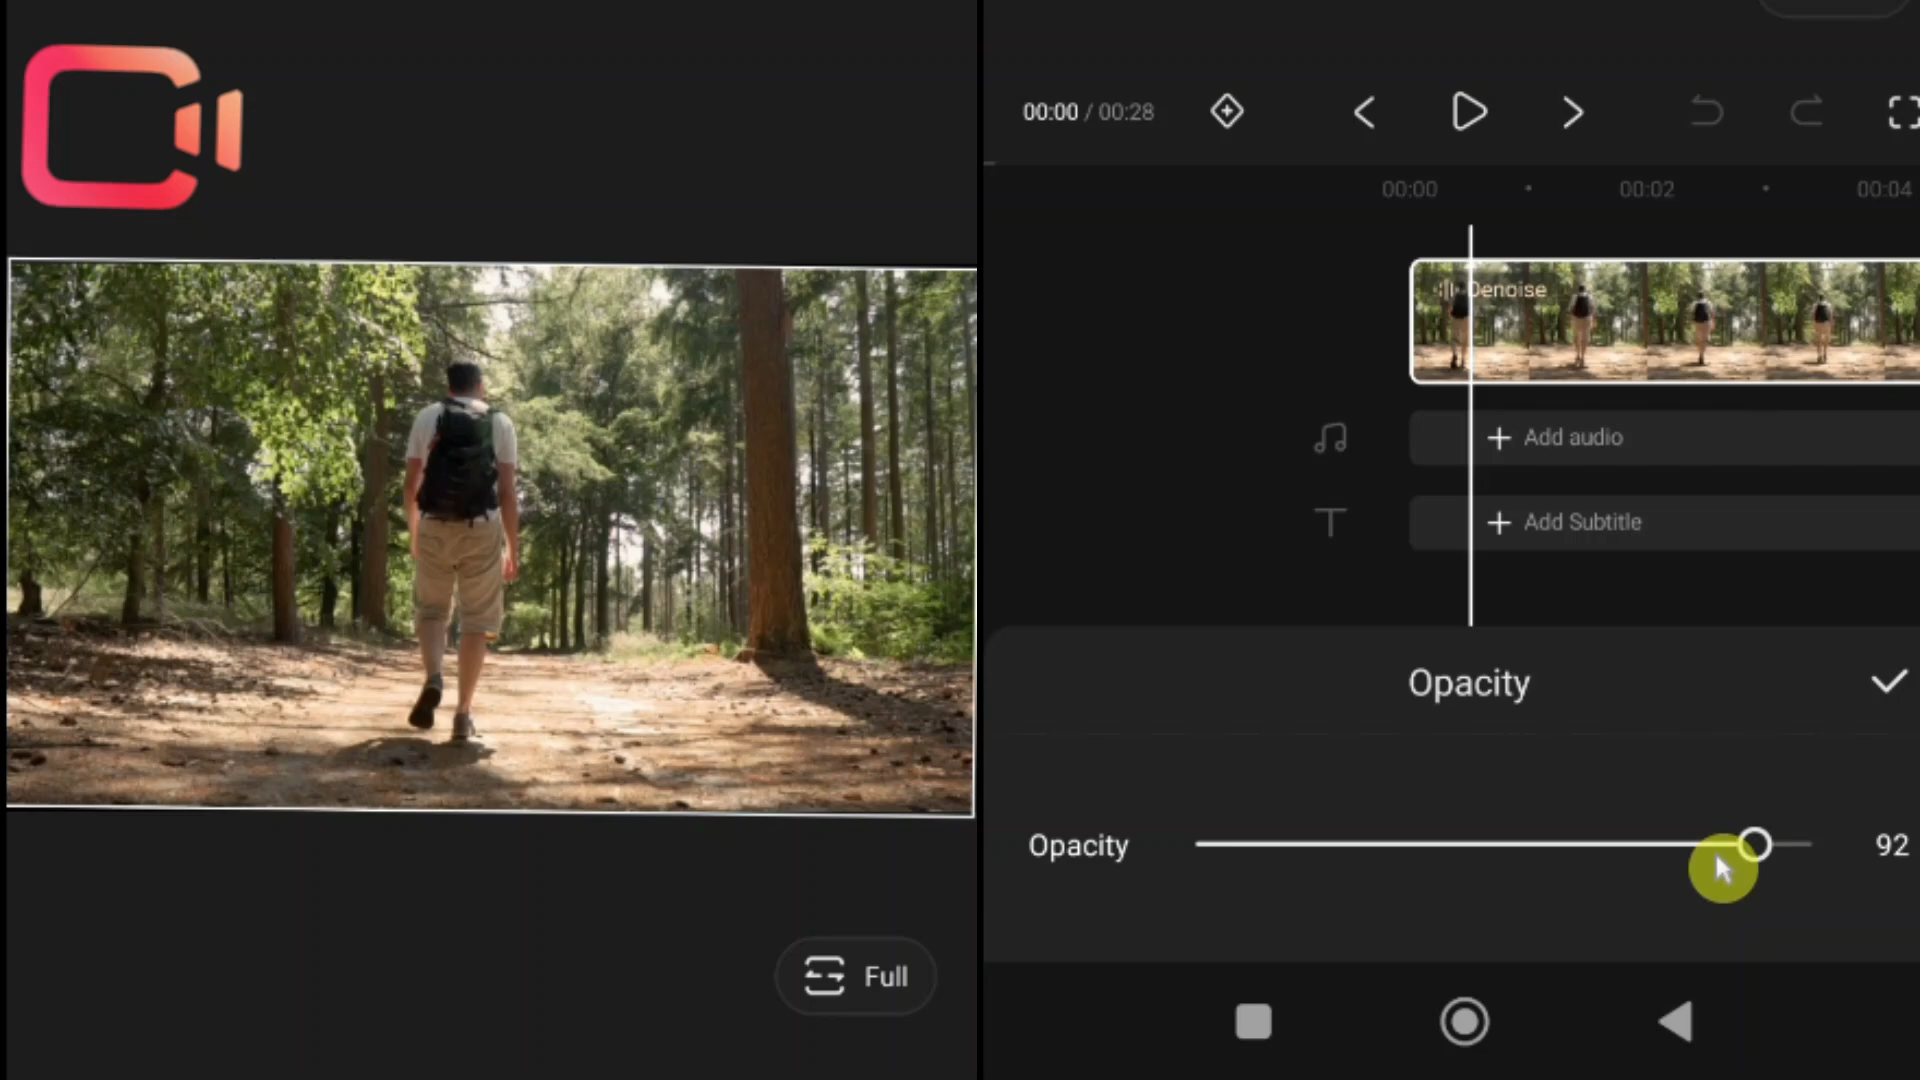 00:00 / 00:28
00:00 00:02 00:04
Denoise
Add audio
Add Subtitle
Opacity
Opacity 92
Full